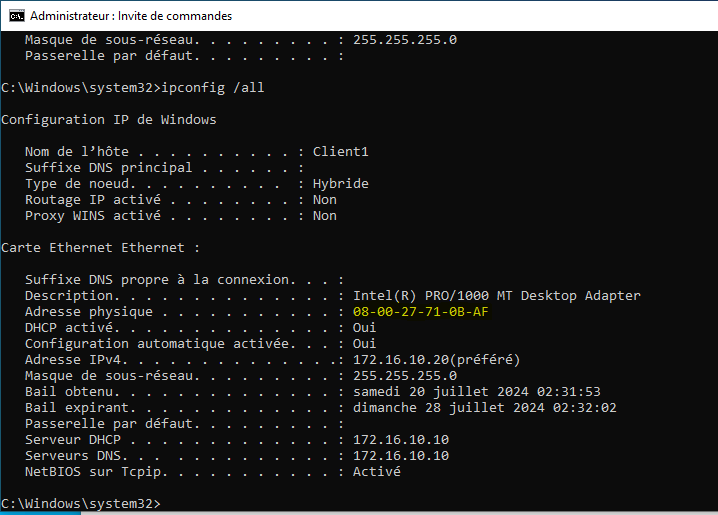 Administrateur : Invite de commandes
Masque de sous-réseau. . . . . . . . . : 255.255.255.0
Passerelle par défaut. . . . . . . . . :
C:\Windows\system32>ipconfig /all
Configuration IP de Windows
Nom de l’hôte . . . . . . . . . . : Client1
Suffixe DNS principal . . . . . . :
Type de noeud. . . . . . . . . .  : Hybride
Routage IP activé . . . . . . . . : Non
Proxy WINS activé . . . . . . . . : Non
Carte Ethernet Ethernet :
Suffixe DNS propre à la connexion. . . :
Description. . . . . . . . . . . . . . : Intel(R) PRO/1000 MT Desktop Adapter
Adresse physique . . . . . . . . . . . : 08-00-27-71-0B-AF
DHCP activé. . . . . . . . . . . . . . : Oui
Configuration automatique activée. . . : Oui
Adresse IPv4. . . . . . . . . . . . . .: 172.16.10.20(préféré)
Masque de sous-réseau. . . . . . . . . : 255.255.255.0
Bail obtenu. . . . . . . . . . . . . . : samedi 20 juillet 2024 02:31:53
Bail expirant. . . . . . . . . . . . . : dimanche 28 juillet 2024 02:32:02
Passerelle par défaut. . . . . . . . . :
Serveur DHCP . . . . . . . . . . . . . : 172.16.10.10
Serveurs DNS. . .  . . . . . . . . . . : 172.16.10.10
NetBIOS sur Tcpip. . . . . . . . . . . : Activé
C:\Windows\system32>